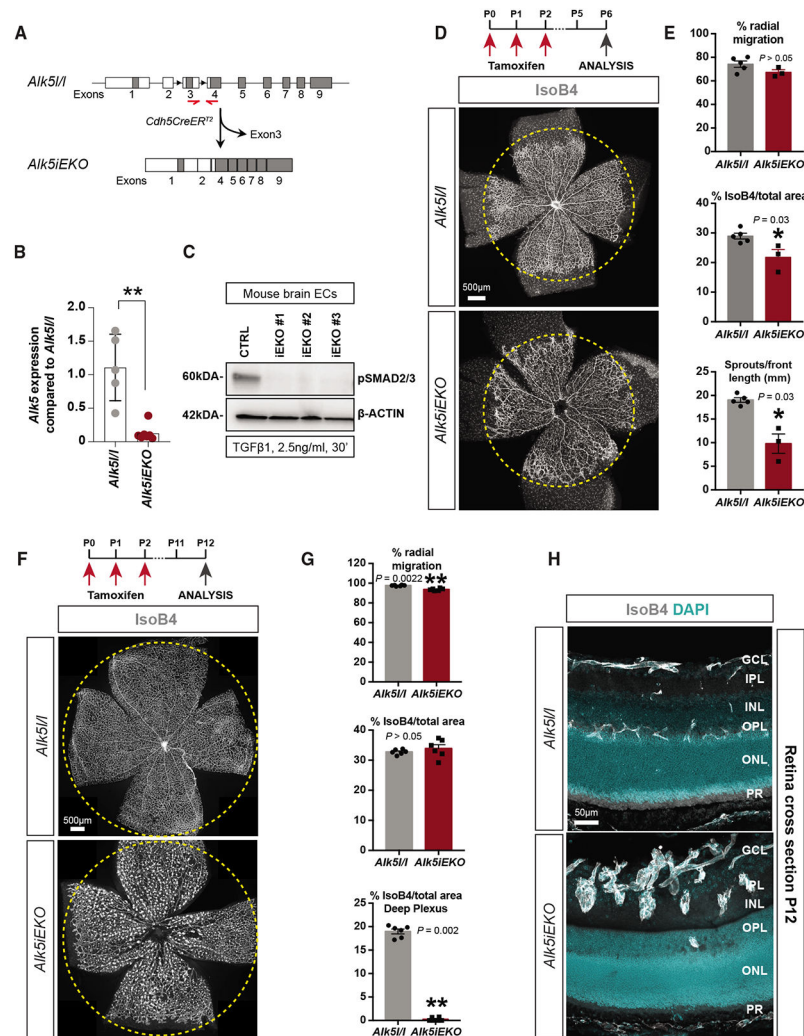 A
Alk5l/l
Exons 1 2 3 4 5 6 7 8 9
Cdh5CreERT2
Exon3
Alk5iEKO
Exons 1 2 4 5 6 7 8 9
B
**
Alk5 expression
compared to Alk5l/l
2.0
1.5
1.0
0.5
0
Alk5l/l
Alk5iEKO
C
Mouse brain ECs
CTRL
iEKO #1
iEKO #2
iEKO #3
60kDA-
pSMAD2/3
42kDA-
β-ACTIN
TGFβ1, 2.5ng/ml, 30'
D
P0 P1 P2 P5 P6
Tamoxifen ANALYSIS
IsoB4
Alk5l/l
500µm
Alk5iEKO
E
% radial
migration
P > 0.05
100
80
60
40
20
0
Alk5l/l Alk5iEKO
% IsoB4/total area
P = 0.03
*
40
30
20
10
0
Alk5l/l Alk5iEKO
Sprouts/front
length (mm)
P = 0.03
*
25
20
15
10
5
0
Alk5l/l Alk5iEKO
F
P0 P1 P2 P11 P12
Tamoxifen ANALYSIS
IsoB4
Alk5l/l
500µm
Alk5iEKO
G
% radial
migration
P = 0.0022 **
100
80
60
40
20
0
Alk5l/l Alk5iEKO
% IsoB4/total area
P > 0.05
40
30
20
10
0
Alk5l/l Alk5iEKO
% IsoB4/total area
Deep Plexus
P = 0.002
**
25
20
15
10
5
0
Alk5l/l Alk5iEKO
H
IsoB4 DAPI
Alk5l/l
GCL
IPL
INL
OPL
ONL
PR
50µm
Alk5iEKO
GCL
IPL
INL
OPL
ONL
PR
Retina cross section P12